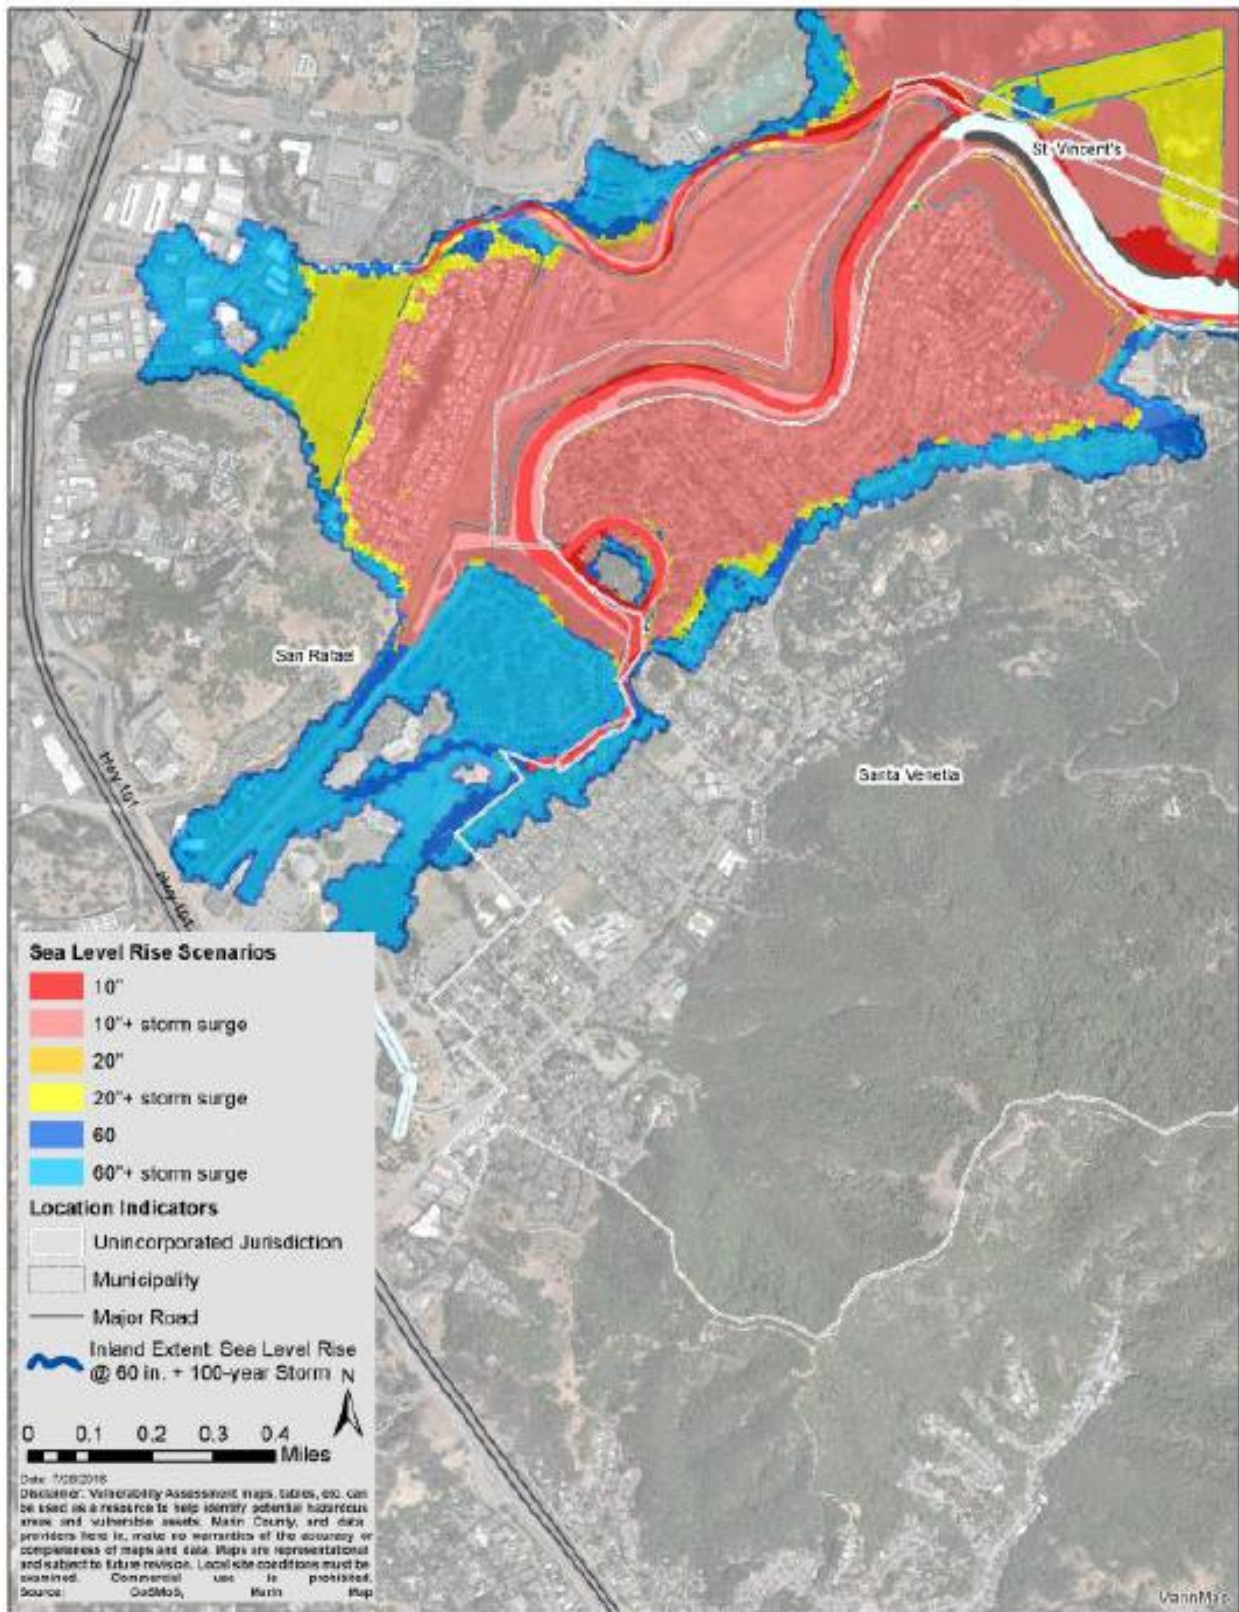 St. Vincent's
San Rafael
Santa Venetia
Hwy 101
Hwy 101
Sea Level Rise Scenarios
10"
10"+ storm surge
20"
20"+ storm surge
60
60"+ storm surge
Location Indicators
Unincorporated Jurisdiction
Municipality
Major Road
Inland Extent: Sea Level Rise
@ 60 in. + 100-year Storm
N
0 0.1 0.2 0.3 0.4
Miles
Date:
Disclaimer: Vulnerability Assessment maps, tables, etc. can
be used as a resource to help identify potential hazardous
areas and vulnerable assets. Marin County, and data
providers here in, make no warranties of the accuracy or
completeness of maps and data. Maps are representational
and subject to future revision. Local site conditions must be
examined. Commercial use is prohibited.
Source: CoSMoS, Marin Map
MarinMap